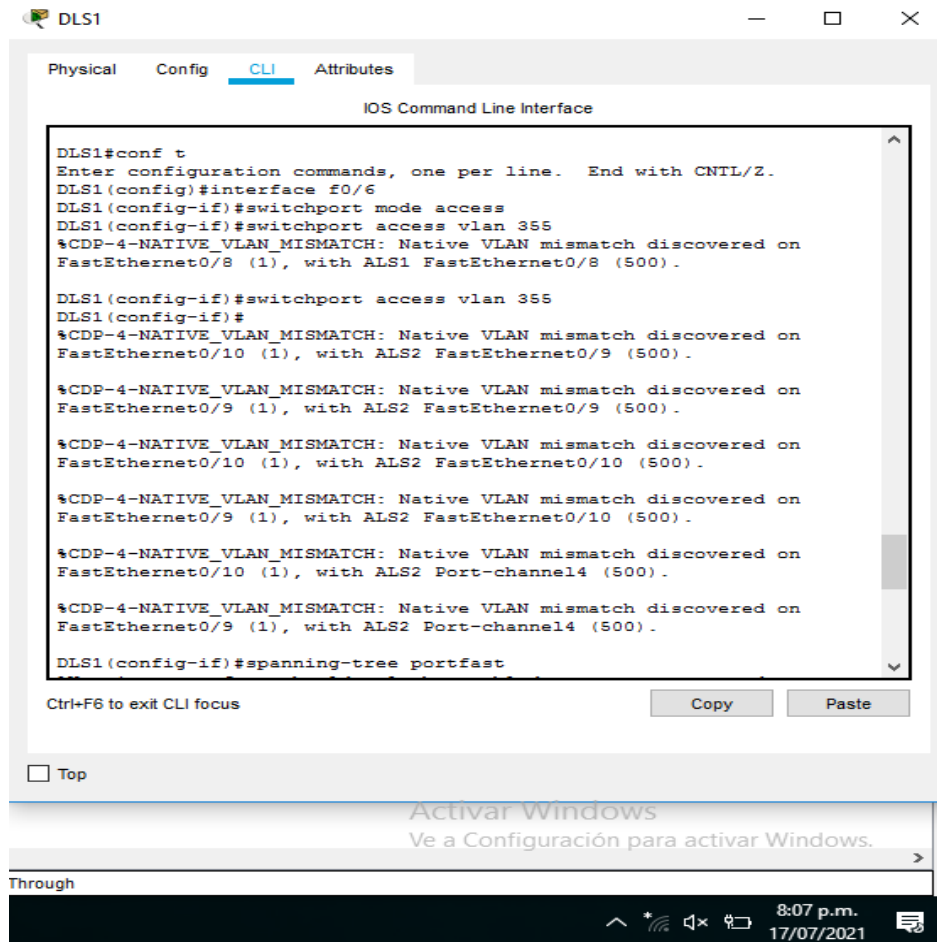 DLS1
Physical Config CLI Attributes
IOS Command Line Interface
DLS1#conf t
Enter configuration commands, one per line. End with CNTL/Z.
DLS1(config)#interface f0/6
DLS1(config-if)#switchport mode access
DLS1(config-if)#switchport access vlan 355
%CDP-4-NATIVE_VLAN_MISMATCH: Native VLAN mismatch discovered on
FastEthernet0/8 (1), with ALS1 FastEthernet0/8 (500).
DLS1(config-if)#switchport access vlan 355
DLS1(config-if)#
%CDP-4-NATIVE_VLAN_MISMATCH: Native VLAN mismatch discovered on
FastEthernet0/10 (1), with ALS2 FastEthernet0/9 (500).
%CDP-4-NATIVE_VLAN_MISMATCH: Native VLAN mismatch discovered on
FastEthernet0/9 (1), with ALS2 FastEthernet0/9 (500).
%CDP-4-NATIVE_VLAN_MISMATCH: Native VLAN mismatch discovered on
FastEthernet0/10 (1), with ALS2 FastEthernet0/10 (500).
%CDP-4-NATIVE_VLAN_MISMATCH: Native VLAN mismatch discovered on
FastEthernet0/9 (1), with ALS2 FastEthernet0/10 (500).
%CDP-4-NATIVE_VLAN_MISMATCH: Native VLAN mismatch discovered on
FastEthernet0/10 (1), with ALS2 Port-channel4 (500).
%CDP-4-NATIVE_VLAN_MISMATCH: Native VLAN mismatch discovered on
FastEthernet0/9 (1), with ALS2 Port-channel4 (500).
DLS1(config-if)#spanning-tree portfast
Ctrl+F6 to exit CLI focus
Copy Paste
Top
Activar Windows
Ve a Configuración para activar Windows.
Through
8:07 p.m.
17/07/2021